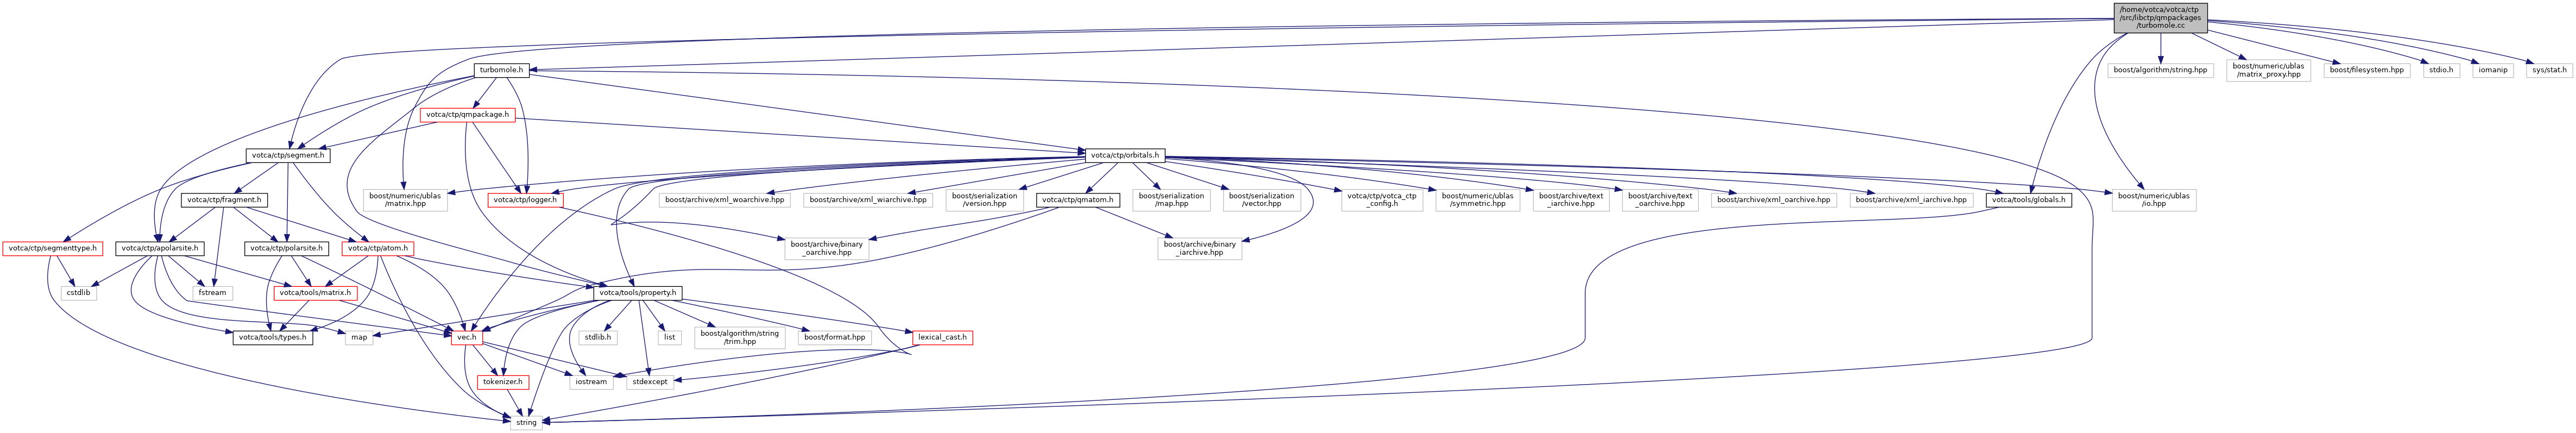 /home/votca/votca/ctp
/src/libctp/qmpackages
/turbomole.cc
turbomole.h
boost/algorithm/string.hpp
boost/numeric/ublas
/matrix_proxy.hpp
boost/filesystem.hpp
stdio.h
iomanip
sys/stat.h
votca/ctp/qmpackage.h
votca/ctp/segment.h
votca/ctp/orbitals.h
votca/ctp/fragment.h
boost/numeric/ublas
/matrix.hpp
votca/ctp/logger.h
boost/archive/xml_woarchive.hpp
boost/archive/xml_wiarchive.hpp
boost/serialization
/version.hpp
votca/ctp/qmatom.h
boost/serialization
/map.hpp
boost/serialization
/vector.hpp
votca/ctp/votca_ctp
_config.h
boost/numeric/ublas
/symmetric.hpp
boost/archive/text
_iarchive.hpp
boost/archive/text
_oarchive.hpp
boost/archive/xml_oarchive.hpp
boost/archive/xml_iarchive.hpp
votca/tools/globals.h
boost/numeric/ublas
/io.hpp
votca/ctp/segmenttype.h
votca/ctp/apolarsite.h
votca/ctp/polarsite.h
votca/ctp/atom.h
boost/archive/binary
_oarchive.hpp
boost/archive/binary
_iarchive.hpp
cstdlib
fstream
votca/tools/matrix.h
votca/tools/property.h
votca/tools/types.h
map
vec.h
stdlib.h
list
boost/algorithm/string
/trim.hpp
boost/format.hpp
lexical_cast.h
tokenizer.h
iostream
stdexcept
string